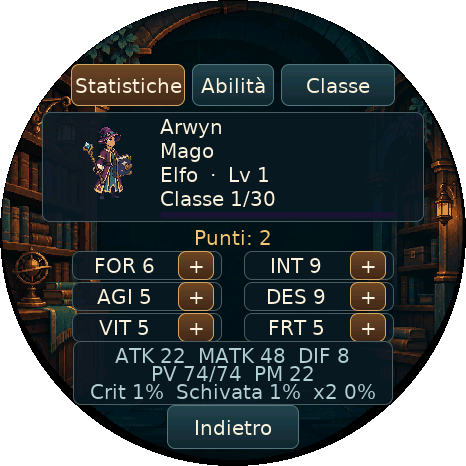 Statistiche Abilità Classe
Arwyn
Mago
Elfo · Lv 1
Classe 1/30
Punti: 2
FOR 6 + INT 9 +
AGI 5 + DES 9 +
VIT 5 + FRT 5 +
ATK 22 MATK 48 DIF 8
PV 74/74 PM 22
Crit 1% Schivata 1% x2 0%
Indietro